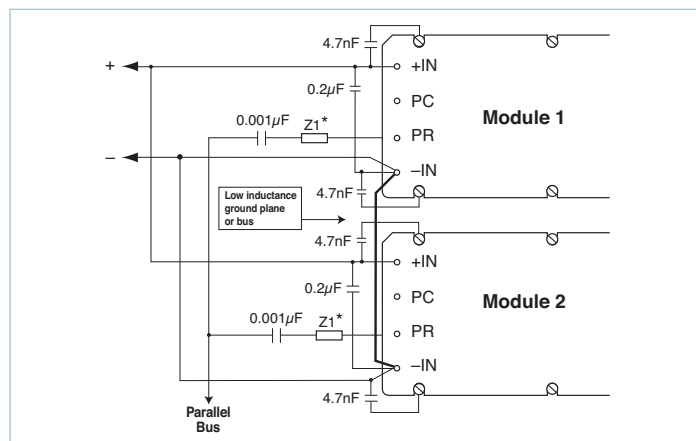 4.7nF
+
+IN
0.2µF
PC
Module 1
0.001µF
Z1*
PR
–
–IN
4.7nF
Low inductance
ground plane
or bus
4.7nF
+IN
0.2µF
PC
Module 2
0.001µF
Z1*
PR
–IN
4.7nF
Parallel
Bus